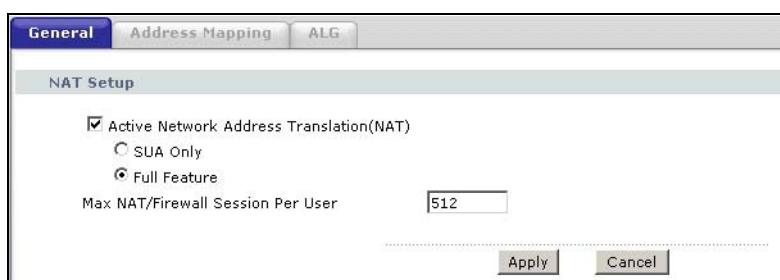 General Address Mapping ALG
NAT Setup
Active Network Address Translation(NAT)
SUA Only
Full Feature
Max NAT/Firewall Session Per User 512
Apply Cancel